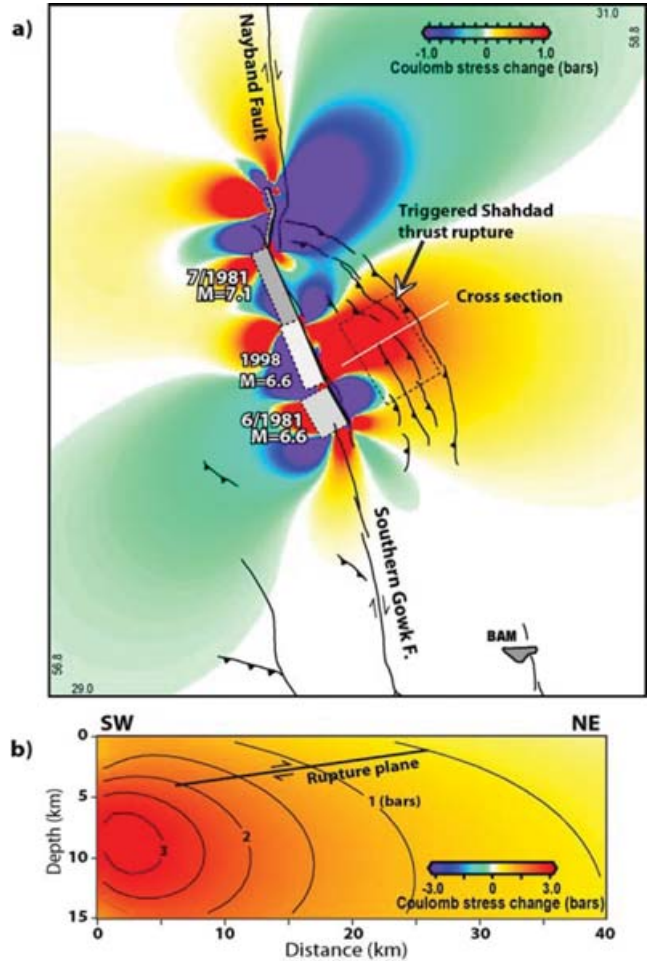 a)
31.0
58.8
-1.0 0 1.0
Coulomb stress change (bars)
Nayband Fault
Triggered Shahdad
thrust rupture
Cross section
7/1981
M=7.1
1998
M=6.6
6/1981
M=6.6
Southern Gowk F.
BAM
58.8
29.0
b)
SW
NE
0
5
10
15
Depth (km)
Rupture plane
1 (bars)
2
3
-3.0 0 3.0
Coulomb stress change (bars)
0 10 20 30 40
Distance (km)